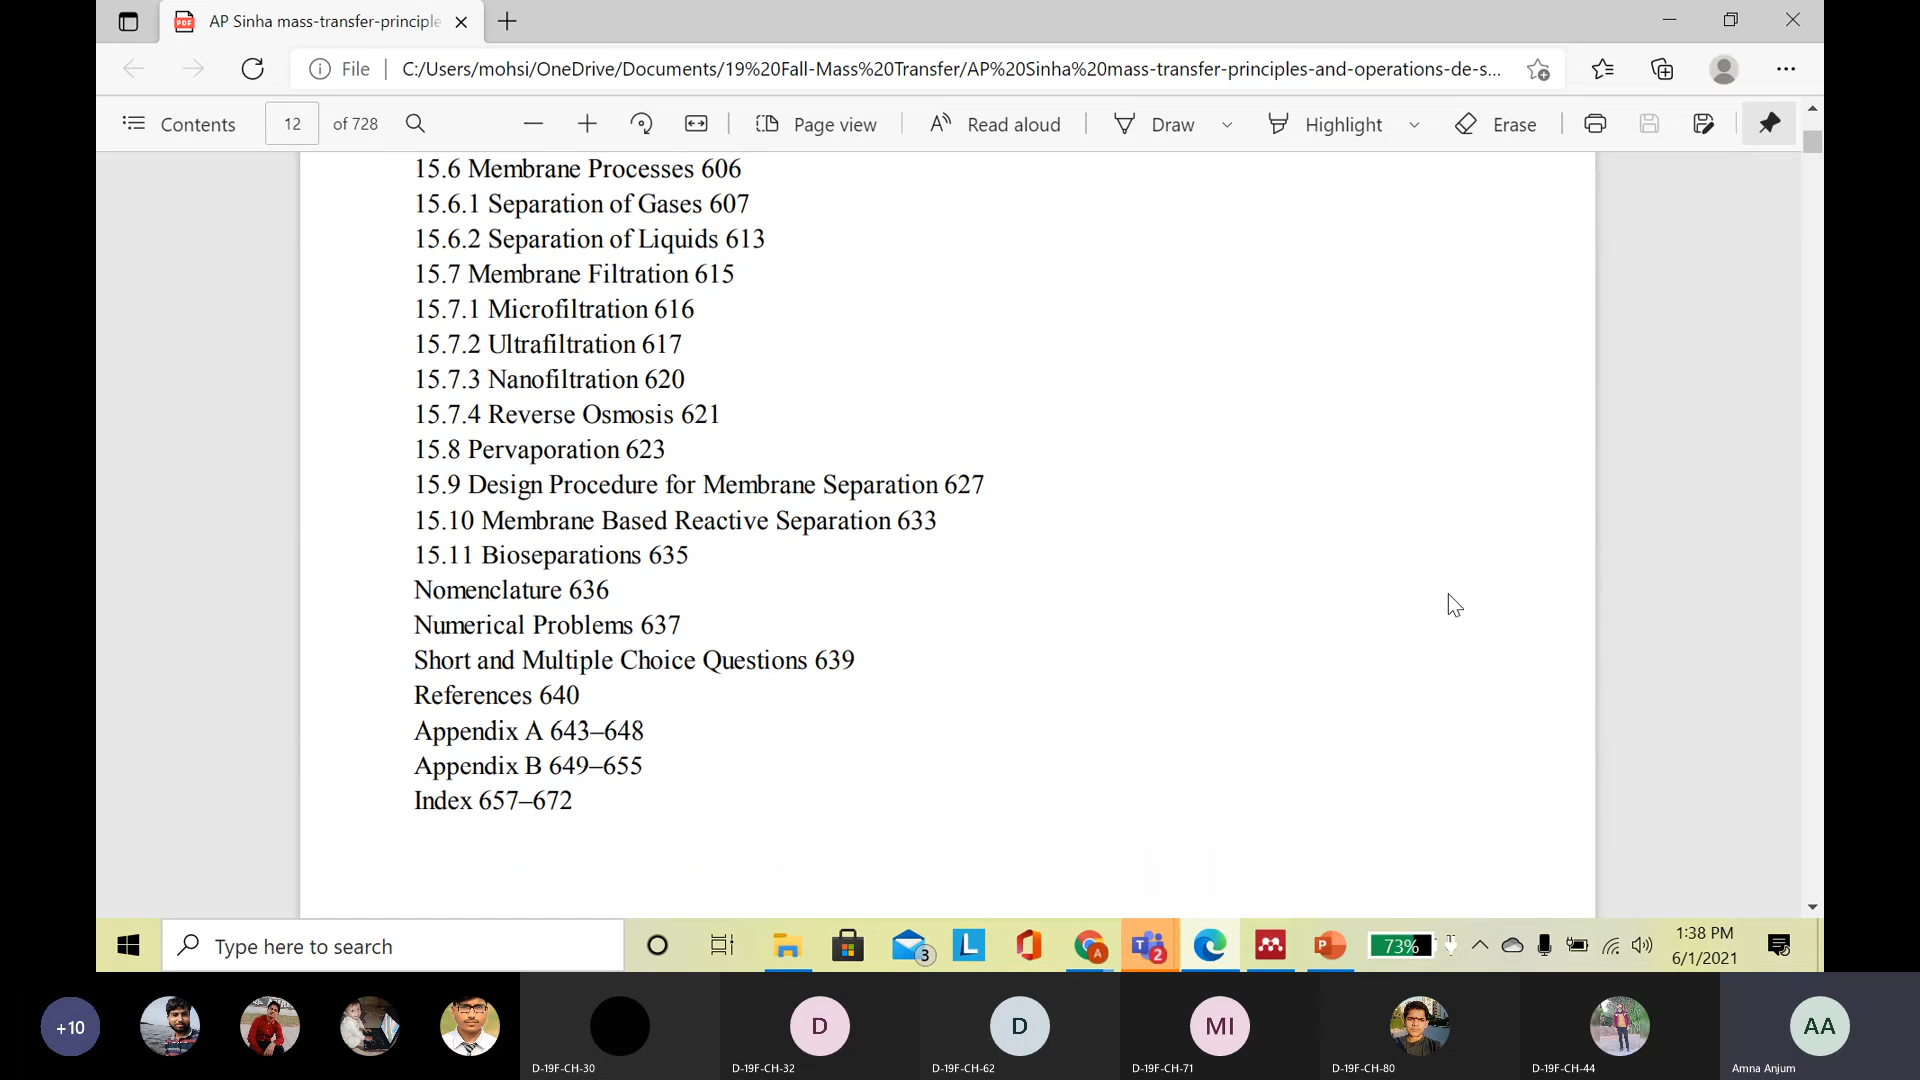 AP Sinha mass-transfer-principle
File
C:/Users/mohsi/OneDrive/Documents/19%20Fall-Mass%20Transfer/AP%20Sinha%20mass-transfer-principles-and-operations-de-s...
Contents
12
of 728
Page view
Read aloud
Draw
Highlight
Erase
15.6 Membrane Processes 606
15.6.1 Separation of Gases 607
15.6.2 Separation of Liquids 613
15.7 Membrane Filtration 615
15.7.1 Microfiltration 616
15.7.2 Ultrafiltration 617
15.7.3 Nanofiltration 620
15.7.4 Reverse Osmosis 621
15.8 Pervaporation 623
15.9 Design Procedure for Membrane Separation 627
15.10 Membrane Based Reactive Separation 633
15.11 Bioseparations 635
Nomenclature 636
Numerical Problems 637
Short and Multiple Choice Questions 639
References 640
Appendix A 643–648
Appendix B 649–655
Index 657–672
Type here to search
3
2
73%
1:38 PM
6/1/2021
+10
D
D
MI
AA
D-19F-CH-30
D-19F-CH-32
D-19F-CH-62
D-19F-CH-71
D-19F-CH-80
D-19F-CH-44
Amna Anjum